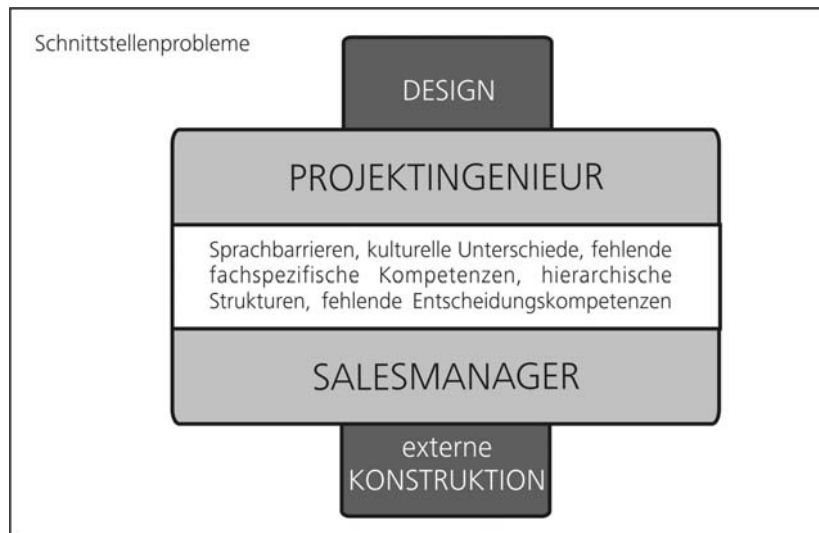 Schnittstellenprobleme
DESIGN
PROJEKTINGENIEUR
Sprachbarrieren, kulturelle Unterschiede, fehlende
fachspezifische Kompetenzen, hierarchische
Strukturen, fehlende Entscheidungskompetenzen
SALESMANAGER
externe
KONSTRUKTION